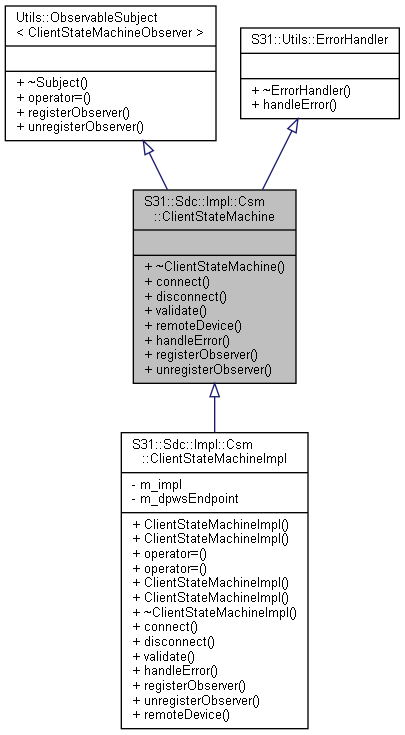 Utils::ObservableSubject
< ClientStateMachineObserver >
+ ~Subject()
+ operator=()
+ registerObserver()
+ unregisterObserver()
S31::Utils::ErrorHandler
+ ~ErrorHandler()
+ handleError()
S31::Sdc::Impl::Csm
::ClientStateMachine
+ ~ClientStateMachine()
+ connect()
+ disconnect()
+ validate()
+ remoteDevice()
+ handleError()
+ registerObserver()
+ unregisterObserver()
S31::Sdc::Impl::Csm
::ClientStateMachineImpl
- m_impl
- m_dpwsEndpoint
+ ClientStateMachineImpl()
+ ClientStateMachineImpl()
+ operator=()
+ operator=()
+ ClientStateMachineImpl()
+ ClientStateMachineImpl()
+ ~ClientStateMachineImpl()
+ connect()
+ disconnect()
+ validate()
+ handleError()
+ registerObserver()
+ unregisterObserver()
+ remoteDevice()